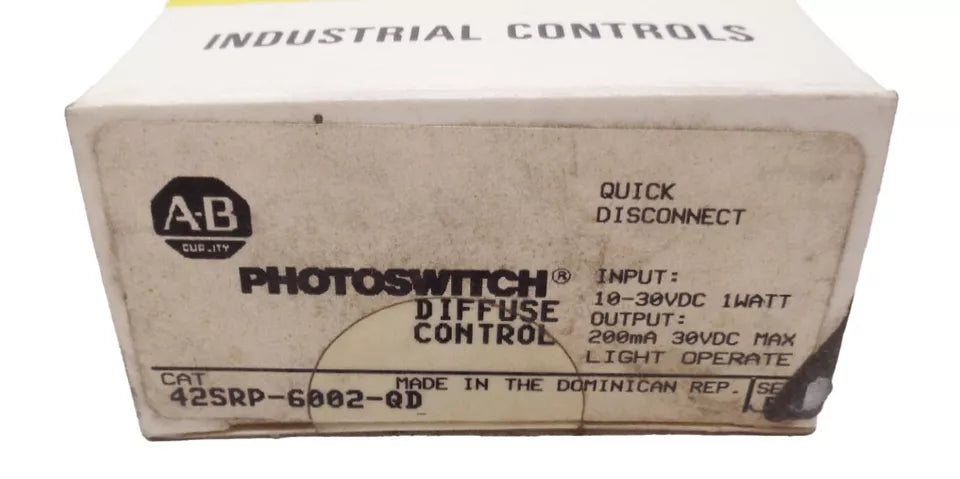 INDUSTRIAL CONTROLS
A-B
QUALITY
QUICK
DISCONNECT
PHOTOSWITCH®
DIFFUSE
CONTROL
INPUT:
10-30VDC 1WATT
OUTPUT:
200mA 30VDC MAX
LIGHT OPERATE
CAT
42SRP-6002-QD
MADE IN THE DOMINICAN REP.